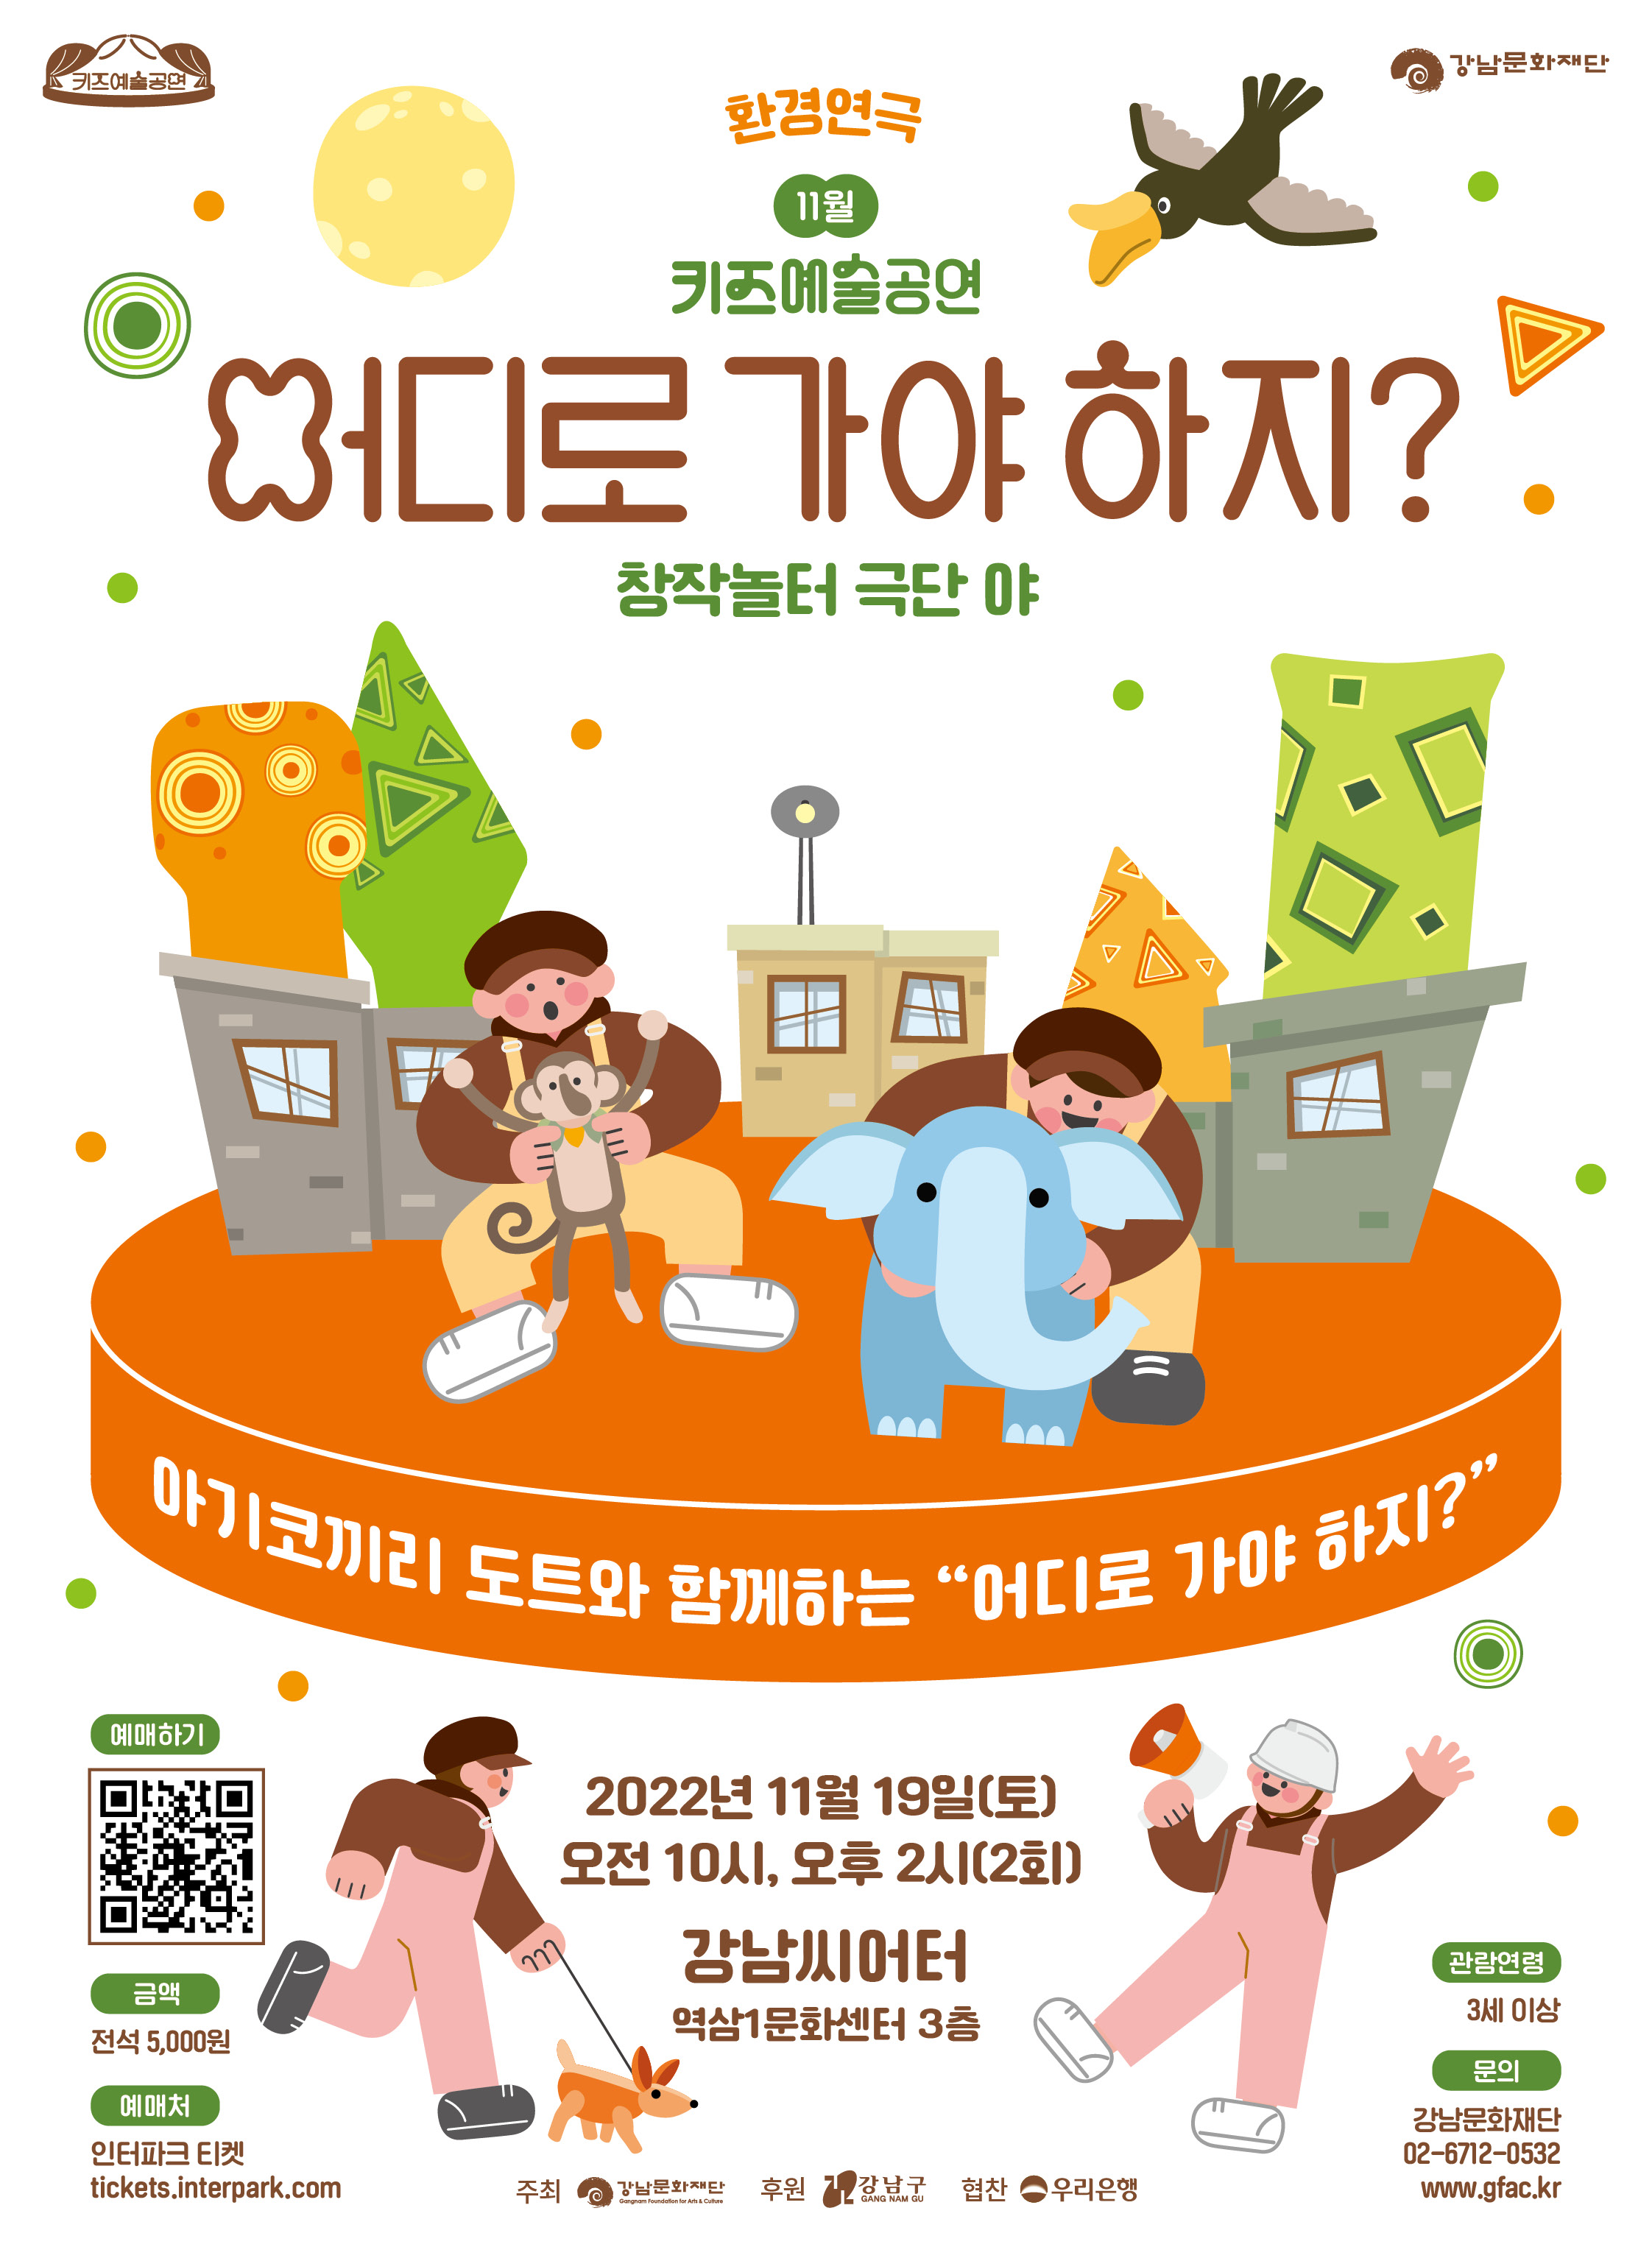 키즈예술공연
강남문화재단
환경연극
11월
키즈예술공연
어디로 가야 하지?
창작놀터 극단 야
아기코끼리 도트와 함께하는 “어디로 가야 하지?”
예매하기
2022년 11월 19일(토)
오전 10시, 오후 2시(2회)
강남씨어터
역삼1문화센터 3층
금액
전석 5,000원
예매처
인터파크 티켓
tickets.interpark.com
관람연령
3세 이상
문의
강남문화재단
02-6712-0532
www.gfac.kr
주최 강남문화재단 Gangnam Foundation for Arts & Culture 후원 강남구 GANG NAM GU 협찬 우리은행